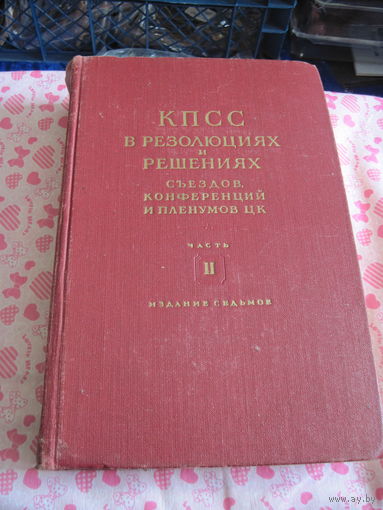 КПСС
В РЕЗОЛЮЦИЯХ
И
РЕШЕНИЯХ
СЪЕЗДОВ,
КОНФЕРЕНЦИЙ
И ПЛЕНУМОВ ЦК
ЧАСТЬ
II
ИЗДАНИЕ СЕДЬМОЕ
www.ay.by